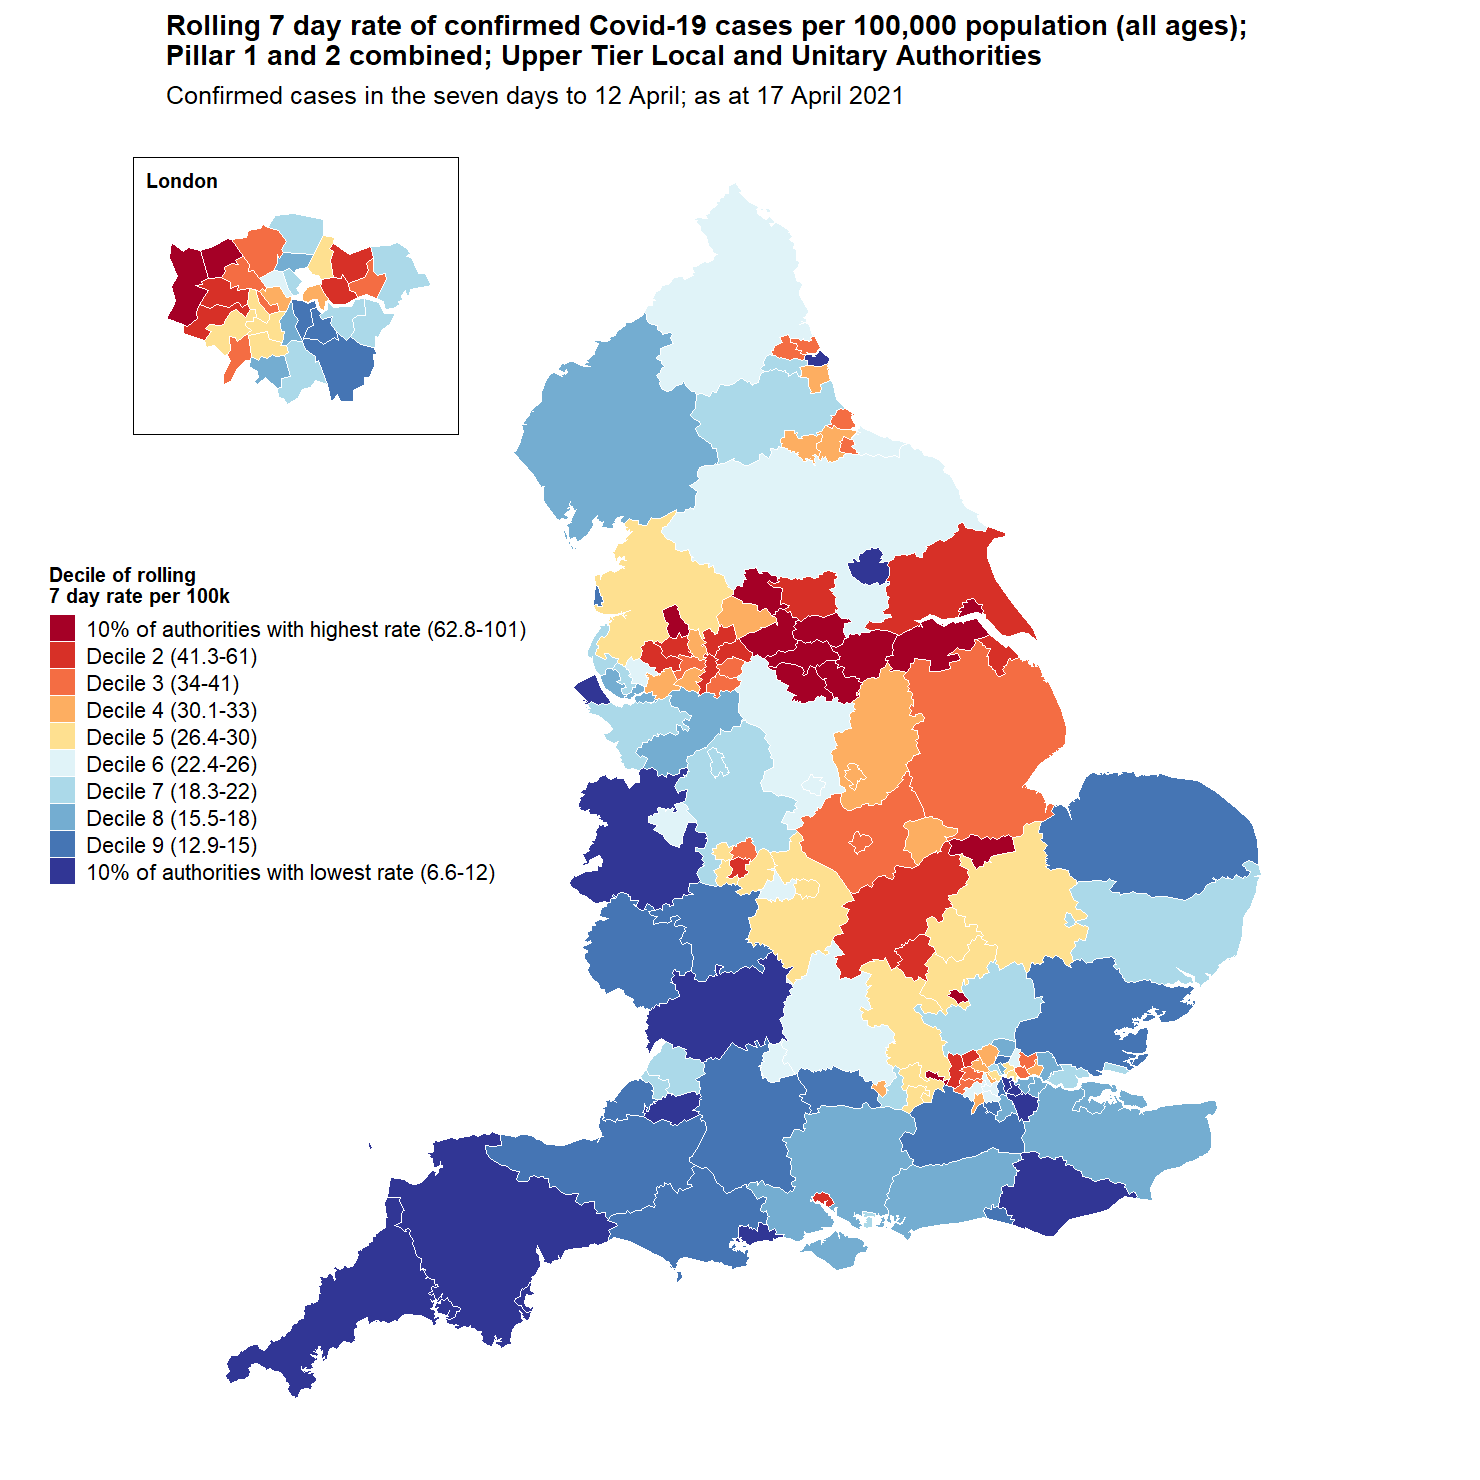 Rolling 7 day rate of confirmed Covid-19 cases per 100,000 population (all ages);
Pillar 1 and 2 combined; Upper Tier Local and Unitary Authorities
Confirmed cases in the seven days to 12 April; as at 17 April 2021
London
Decile of rolling
7 day rate per 100k
10% of authorities with highest rate (62.8-101)
Decile 2 (41.3-61)
Decile 3 (34-41)
Decile 4 (30.1-33)
Decile 5 (26.4-30)
Decile 6 (22.4-26)
Decile 7 (18.3-22)
Decile 8 (15.5-18)
Decile 9 (12.9-15)
10% of authorities with lowest rate (6.6-12)